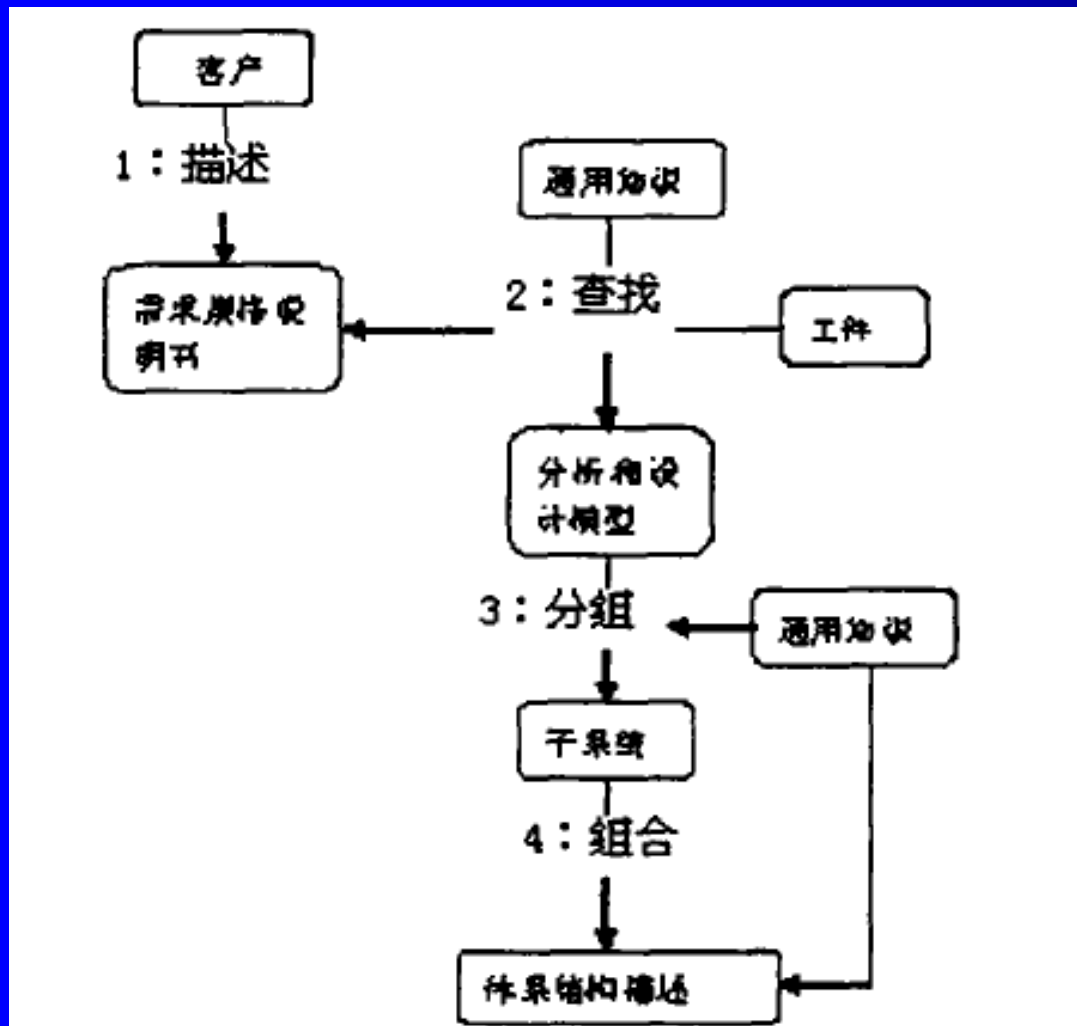 客户
1：描述
通用知识
2：查找
需求规格说
明书
工件
分析和设
计模型
3：分组
通用知识
子系统
4：组合
体系结构描述